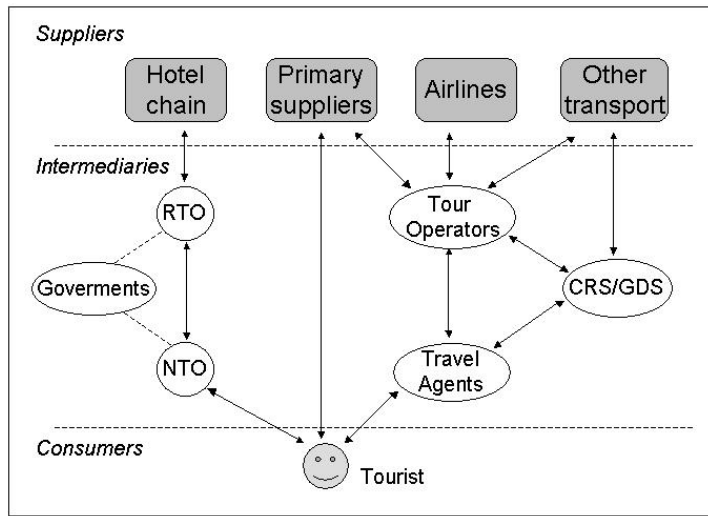 Suppliers
Hotel
chain
Primary
suppliers
Airlines
Other
transport
Intermediaries
RTO
Tour
Operators
Goverments
CRS/GDS
NTO
Travel
Agents
Consumers
Tourist